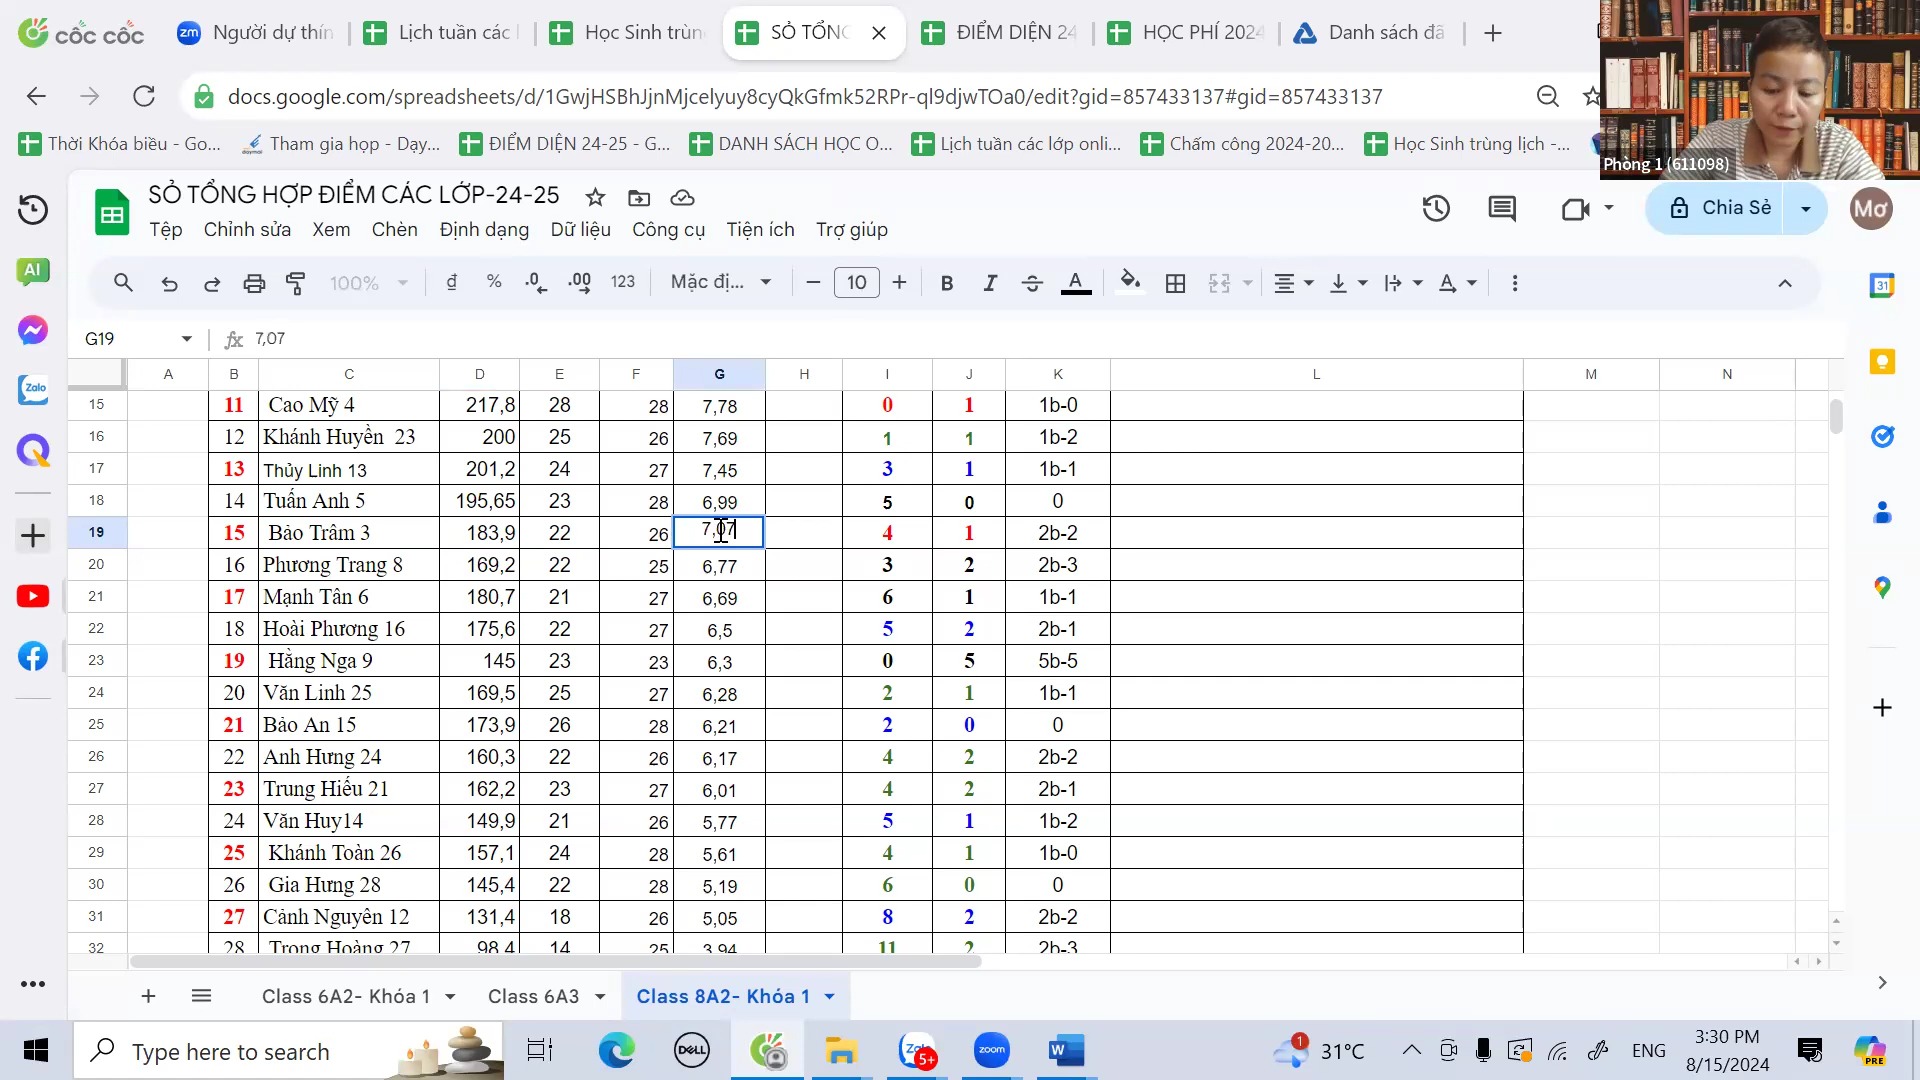 cốc cốc
Người dự thín
Lịch tuần các l
Học Sinh trùn
SỎ TỔNG
ĐIỂM DIỆN 24
HỌC PHÍ 2024
Danh sách đã
docs.google.com/spreadsheets/d/1GwjHSBhJjnMjcelyuy8cyQkGfmk52RPr-ql9djwTOa0/edit?gid=857433137#gid=857433137
Thời Khóa biểu - Go...
Tham gia họp - Dạy...
ĐIỂM DIỆN 24-25 - G...
DANH SÁCH HỌC O...
Lịch tuần các lớp onli...
Chấm công 2024-20...
Học Sinh trùng lịch -...
Phòng 1 (611098)
SỎ TỔNG HỢP ĐIỂM CÁC LỚP-24-25
Tệp Chỉnh sửa Xem Chèn Định dạng Dữ liệu Công cụ Tiện ích Trợ giúp
Chia Sẻ
Mơ
100% đ % .0 .00 123 Mặc đị... 10 B I S A
G19 fx 7,07
A B C D E F G H I J K L M N
15 11 Cao Mỹ 4 217,8 28 28 7,78 0 1 1b-0
16 12 Khánh Huyền 23 200 25 26 7,69 1 1 1b-2
17 13 Thủy Linh 13 201,2 24 27 7,45 3 1 1b-1
18 14 Tuấn Anh 5 195,65 23 28 6,99 5 0 0
19 15 Bảo Trâm 3 183,9 22 26 7,07 4 1 2b-2
20 16 Phương Trang 8 169,2 22 25 6,77 3 2 2b-3
21 17 Mạnh Tân 6 180,7 21 27 6,69 6 1 1b-1
22 18 Hoài Phương 16 175,6 22 27 6,5 5 2 2b-1
23 19 Hằng Nga 9 145 23 23 6,3 0 5 5b-5
24 20 Văn Linh 25 169,5 25 27 6,28 2 1 1b-1
25 21 Bảo An 15 173,9 26 28 6,21 2 0 0
26 22 Anh Hưng 24 160,3 22 26 6,17 4 2 2b-2
27 23 Trung Hiếu 21 162,2 23 27 6,01 4 2 2b-1
28 24 Văn Huy14 149,9 21 26 5,77 5 1 1b-2
29 25 Khánh Toàn 26 157,1 24 28 5,61 4 1 1b-0
30 26 Gia Hưng 28 145,4 22 28 5,19 6 0 0
31 27 Cảnh Nguyên 12 131,4 18 26 5,05 8 2 2b-2
32 28 Trọng Hoàng 27 98,4 14 25 3,94 11 2 2b-3
Class 6A2- Khóa 1
Class 6A3
Class 8A2- Khóa 1
Type here to search
31°C
ENG
3:30 PM
8/15/2024